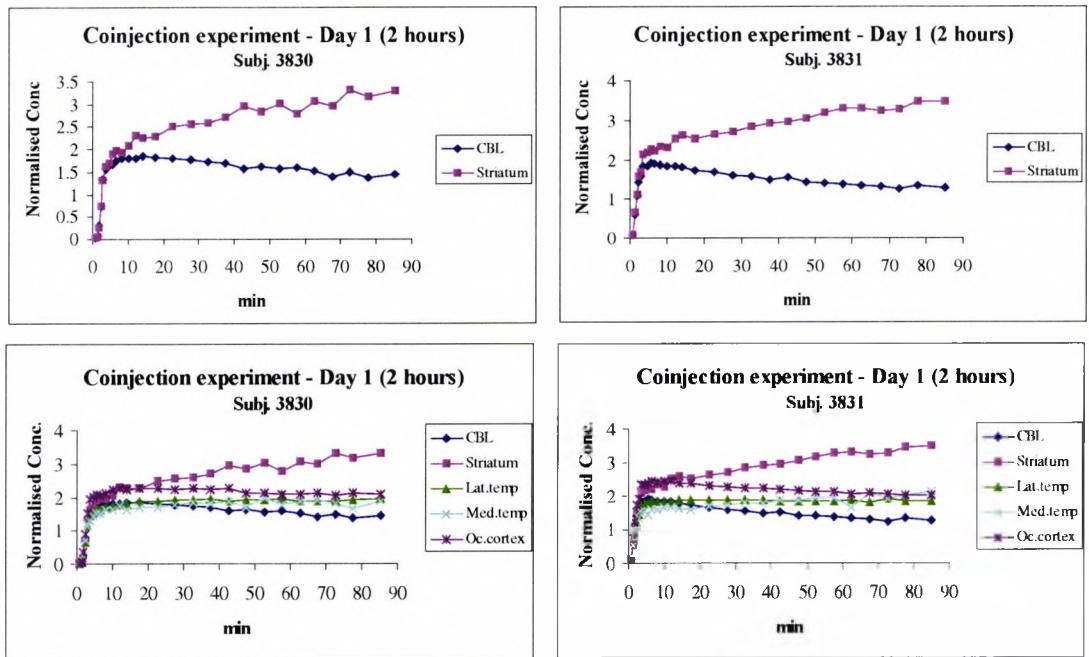 Coinjection experiment - Day 1 (2 hours)
Subj. 3830
Normalised Conc
3.5
3
2.5
2
1.5
1
0.5
0
0 10 20 30 40 50 60 70 80 90
min
CBL
Striatum
Coinjection experiment - Day 1 (2 hours)
Subj. 3831
Normalised Conc
4
3
2
1
0
0 10 20 30 40 50 60 70 80 90
min
CBL
Striatum
Coinjection experiment - Day 1 (2 hours)
Subj. 3830
Normalised Conc.
4
3
2
1
0
0 10 20 30 40 50 60 70 80 90
min
CBL
Striatum
Lat.temp
Med.temp
Oc.cortex
Coinjection experiment - Day 1 (2 hours)
Subj. 3831
Normalised Conc.
4
3
2
1
0
0 10 20 30 40 50 60 70 80 90
min
CBL
Striatum
Lat.temp
Med.temp
Oc.cortex